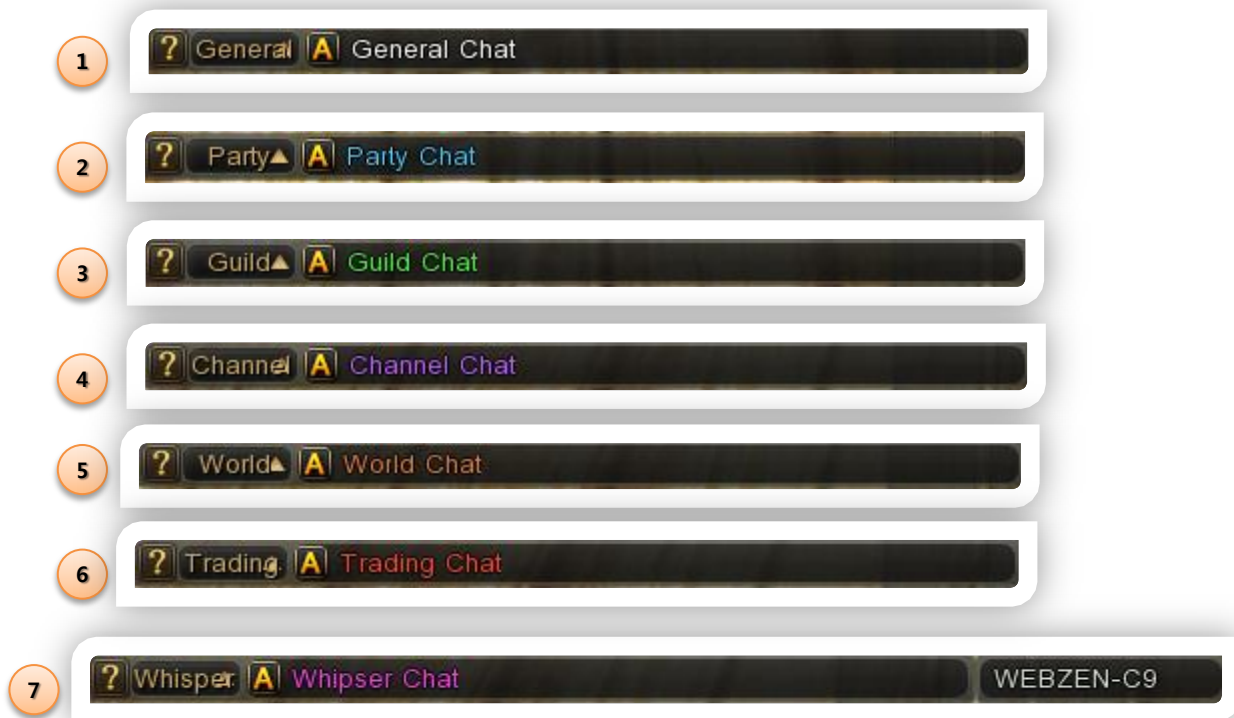 1 ? General A General Chat
2 ? Party A Party Chat
3 ? Guild A Guild Chat
4 ? Channel A Channel Chat
5 ? World A World Chat
6 ? Trading A Trading Chat
7 ? Whisper A Whipser Chat WEBZEN-C9